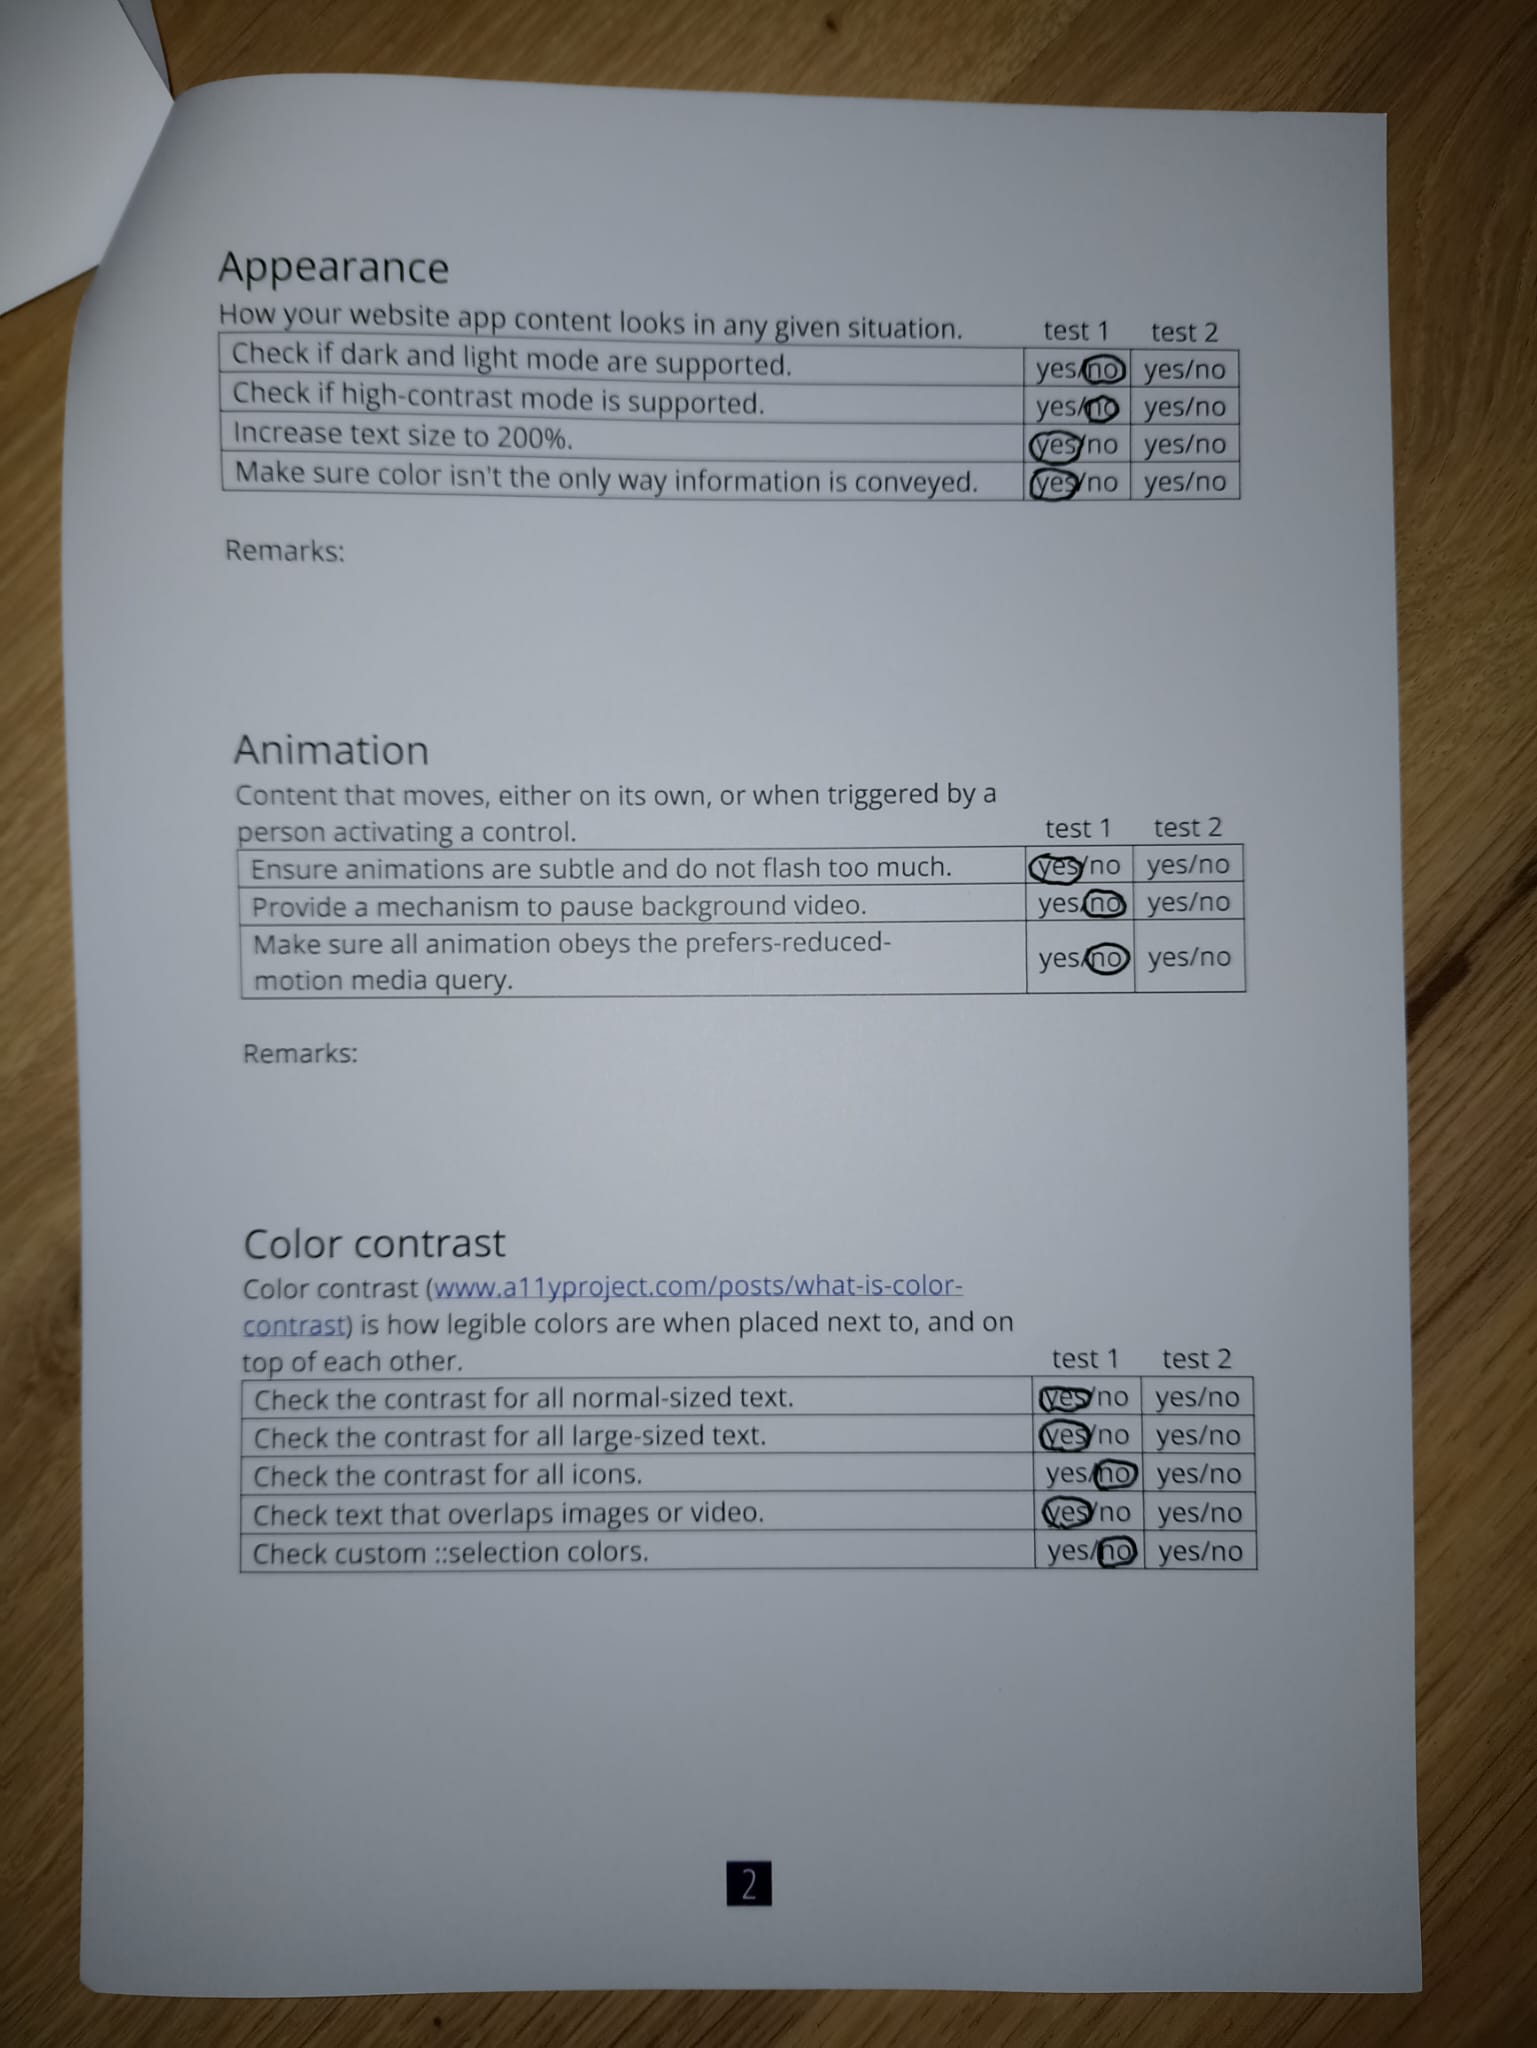 Appearance
How your website app content looks in any given situation. test 1 test 2
Check if dark and light mode are supported. yes/no yes/no
Check if high-contrast mode is supported. yes/no yes/no
Increase text size to 200%. yes/no yes/no
Make sure color isn't the only way information is conveyed. yes/no yes/no
Remarks:
Animation
Content that moves, either on its own, or when triggered by a
person activating a control. test 1 test 2
Ensure animations are subtle and do not flash too much. yes/no yes/no
Provide a mechanism to pause background video. yes/no yes/no
Make sure all animation obeys the prefers-reduced-
motion media query. yes/no yes/no
Remarks:
Color contrast
Color contrast (www.a11yproject.com/posts/what-is-color-
contrast) is how legible colors are when placed next to, and on
top of each other. test 1 test 2
Check the contrast for all normal-sized text. yes/no yes/no
Check the contrast for all large-sized text. yes/no yes/no
Check the contrast for all icons. yes/no yes/no
Check text that overlaps images or video. yes/no yes/no
Check custom ::selection colors. yes/no yes/no
2